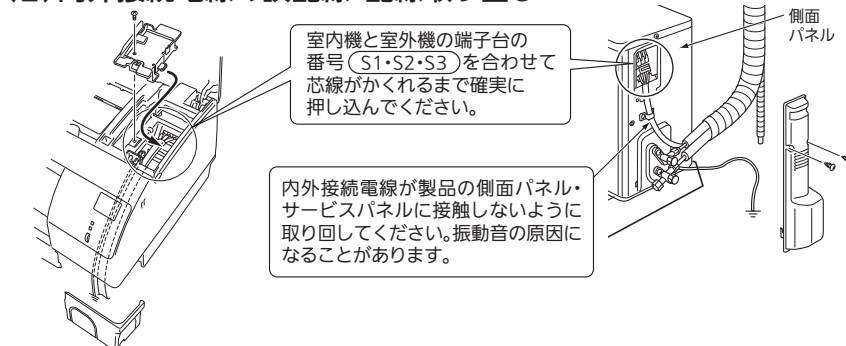 室内機と室外機の端子台の
番号(S1・S2・S3)を合わせて
芯線がかくれるまで確実に
押し込んでください。
側面
パネル
内外接続電線が製品の側面パネル・
サービスパネルに接触しないように
取り回してください。振動音の原因に
なることがあります。